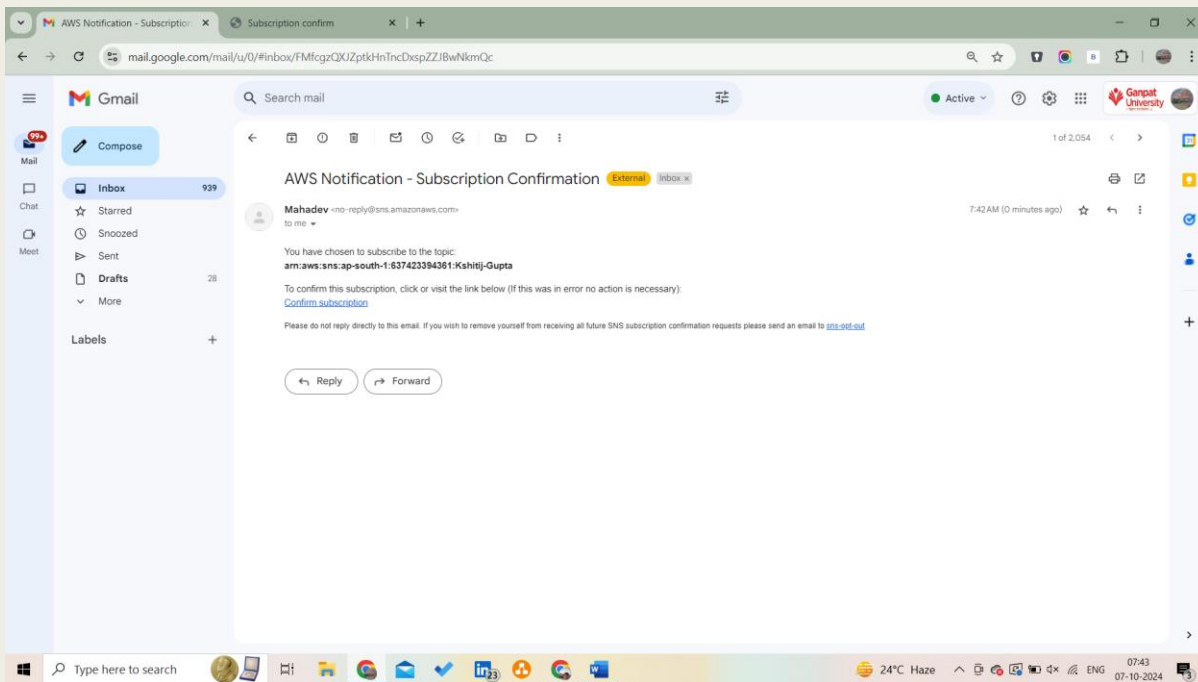 AWS Notification - Subscription
Subscription confirm
mail.google.com/mail/u/0/#inbox/FMfcgzQXJZptkHnTncDxspZZJBwNkmQc
Gmail
Search mail
Active
Ganpat
University
99+
Mail
Compose
1 of 2,054
Chat
Inbox 939
AWS Notification - Subscription Confirmation External Inbox x
Starred
Mahadev <no-reply@sns.amazonaws.com>
7:42 AM (0 minutes ago)
to me
Meet
Snoozed
Sent
You have chosen to subscribe to the topic:
arn:aws:sns:ap-south-1:637423394361:Kshitij-Gupta
Drafts 28
To confirm this subscription, click or visit the link below (If this was in error no action is necessary):
Confirm subscription
More
Please do not reply directly to this email. If you wish to remove yourself from receiving all future SNS subscription confirmation requests please send an email to sns-opt-out
Labels
Reply
Forward
Type here to search
23
24°C Haze
ENG
07:43
07-10-2024
3